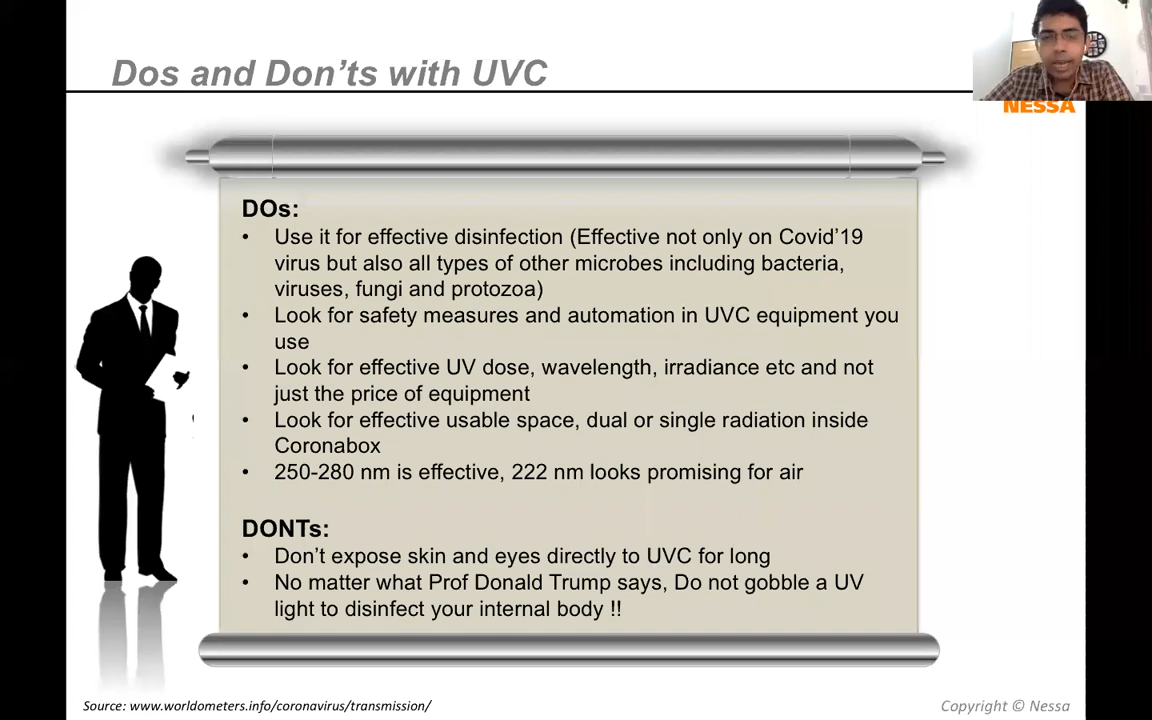 Dos and Don'ts with UVC
NESSA
DOs:
• Use it for effective disinfection (Effective not only on Covid'19
virus but also all types of other microbes including bacteria,
viruses, fungi and protozoa)
• Look for safety measures and automation in UVC equipment you
use
• Look for effective UV dose, wavelength, irradiance etc and not
just the price of equipment
• Look for effective usable space, dual or single radiation inside
Coronabox
• 250-280 nm is effective, 222 nm looks promising for air
DONTs:
• Don't expose skin and eyes directly to UVC for long
• No matter what Prof Donald Trump says, Do not gobble a UV
light to disinfect your internal body !!
Source: www.worldometers.info/coronavirus/transmission/
Copyright © Nessa